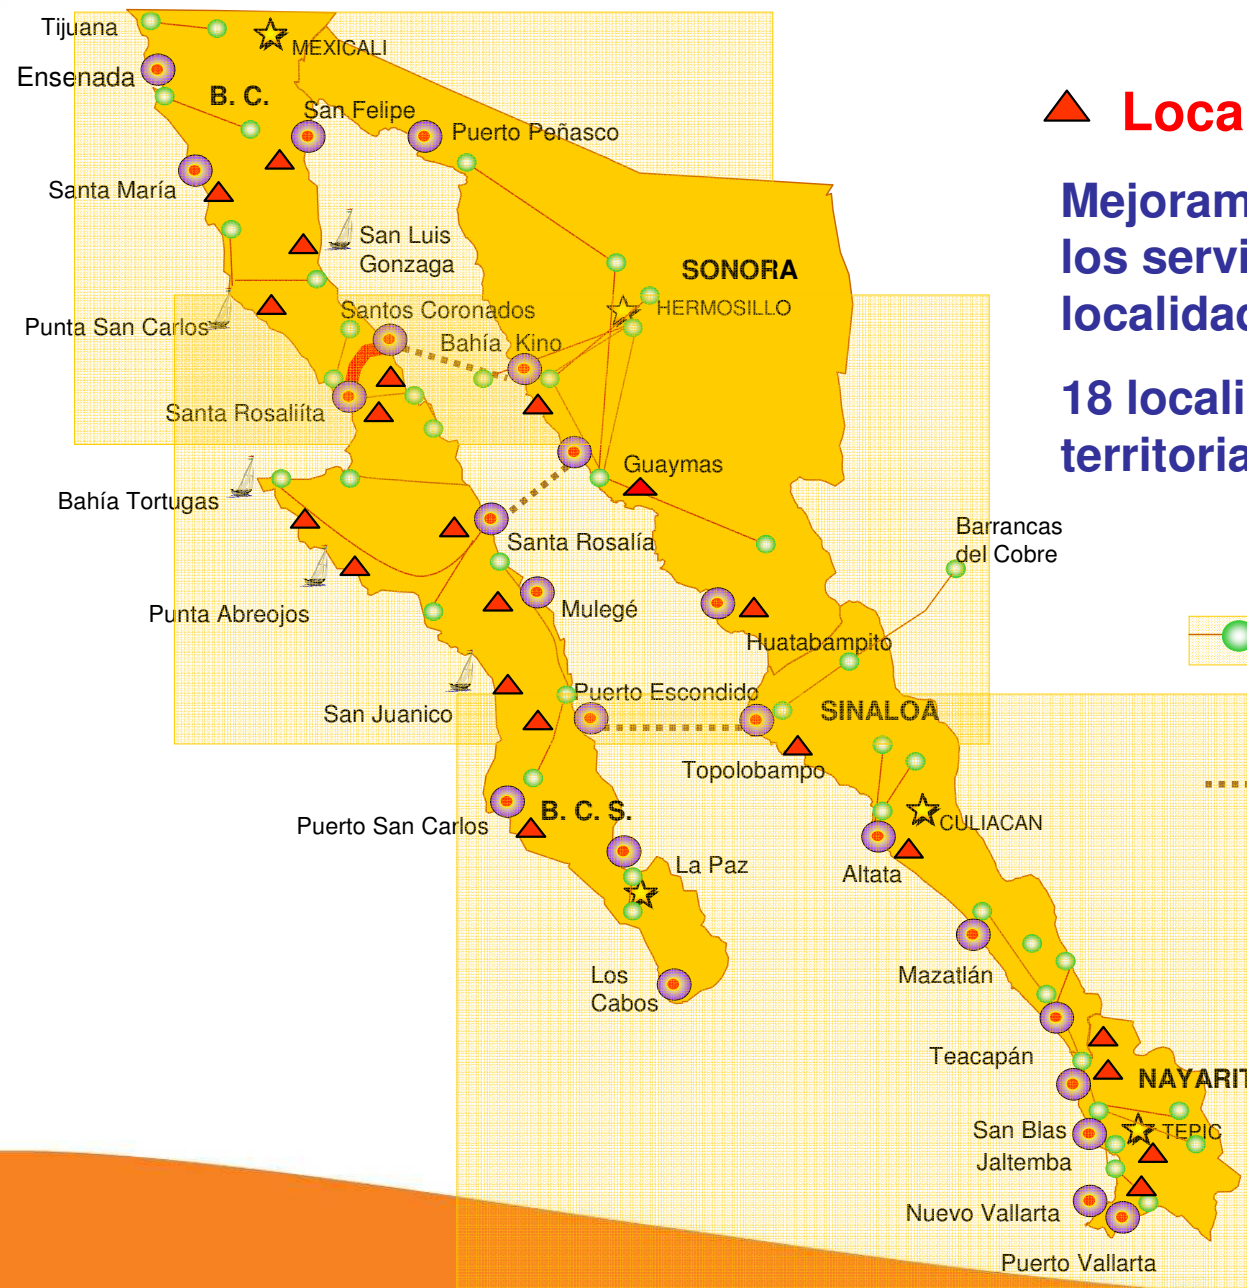 Tijuana
MEXICALI
Ensenada
B. C.
San Felipe
Puerto Peñasco
Santa María
San Luis
Gonzaga
SONORA
Santos Coronados
HERMOSILLO
Punta San Carlos
Bahía Kino
Santa Rosaliíta
Guaymas
Bahía Tortugas
Santa Rosalía
Barrancas
del Cobre
Punta Abreojos
Mulegé
Huatabampito
Puerto Escondido
San Juanico
SINALOA
Topolobampo
B. C. S.
Puerto San Carlos
CULIACAN
La Paz
Altata
Los
Cabos
Mazatlán
Teacapán
NAYARIT
San Blas
TEPIC
Jaltemba
Nuevo Vallarta
Puerto Vallarta
Loca
Mejoram
los servi
localidad
18 locali
territoria